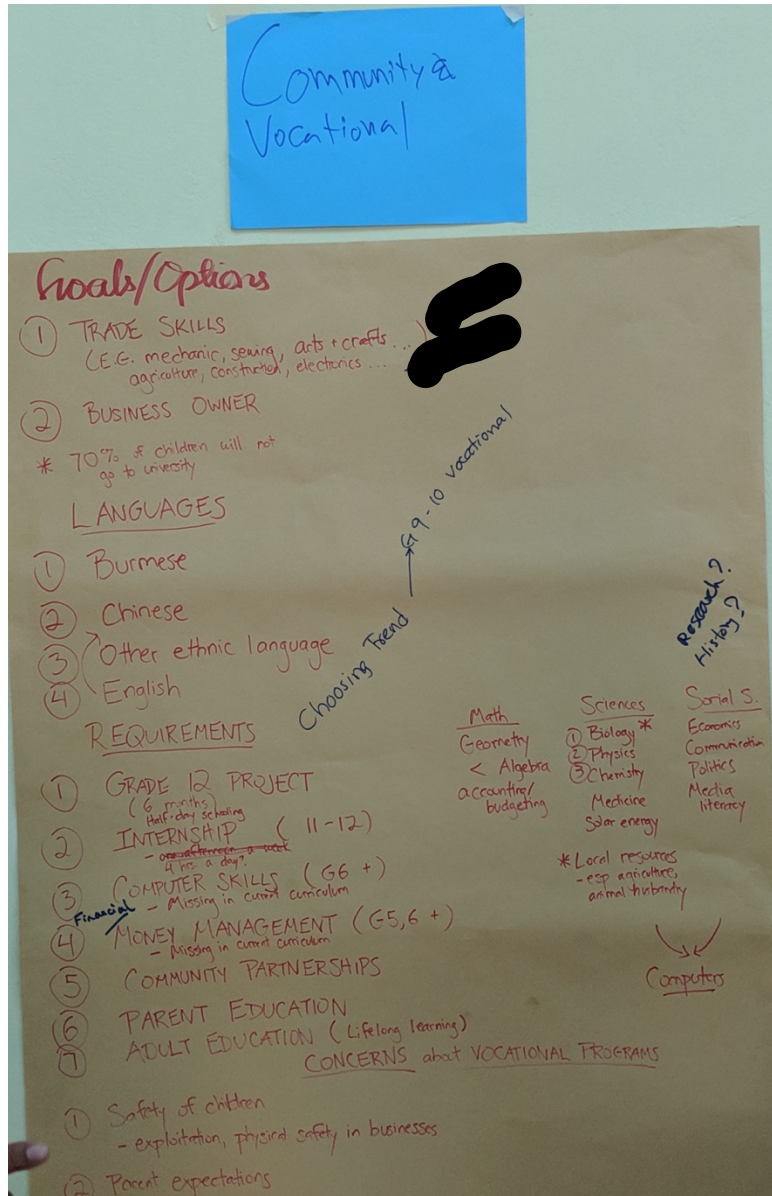 Community &
Vocational
Goals/Options
① TRADE SKILLS
(E.G. mechanic, sewing, arts + crafts...)
agriculture, construction, electronics...
② BUSINESS OWNER
* 70% of children will not
go to university
LANGUAGES
① Burmese
② Chinese
③ Other ethnic language
④ English
Choosing Trend → G9-10 vocational
REQUIREMENTS
① GRADE 12 PROJECT
(6 months)
Half-day schooling
② INTERNSHIP (11-12)
- one afternoon a week
4 hrs a day?
③ COMPUTER SKILLS (G6 +)
- Missing in current curriculum
Financial
④ MONEY MANAGEMENT (G5,6 +)
- Missing in current curriculum
⑤ COMMUNITY PARTNERSHIPS
⑥ PARENT EDUCATION
⑦ ADULT EDUCATION (Lifelong learning)
Math
Geometry
< Algebra
accounting/
budgeting
Sciences
① Biology *
② Physics
③ Chemistry
Medicine
Solar energy
* Local resources
- esp agriculture,
animal husbandry
Research?
History?
Social S.
Economics
Communication
Politics
Media
literacy
Computers
CONCERNS about VOCATIONAL PROGRAMS
① Safety of children
- exploitation, physical safety in businesses
② Parent expectations